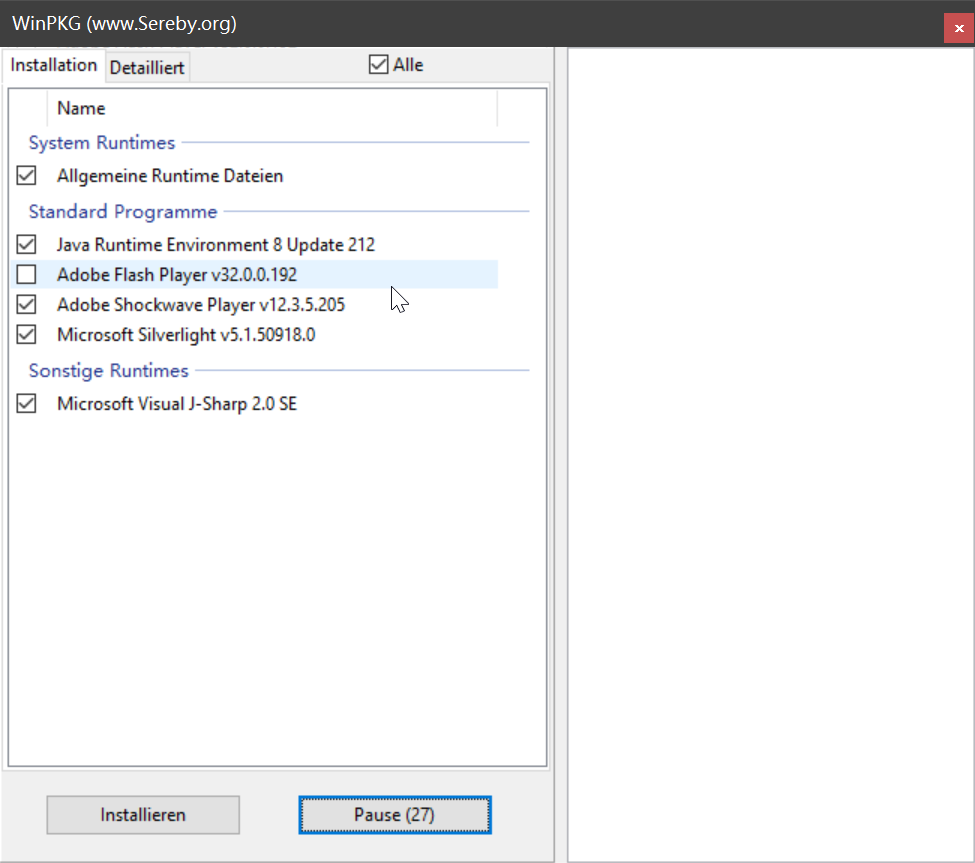 WinPKG (www.Sereby.org)
Installation Detailliert Alle
Name
System Runtimes
Allgemeine Runtime Dateien
Standard Programme
Java Runtime Environment 8 Update 212
Adobe Flash Player v32.0.0.192
Adobe Shockwave Player v12.3.5.205
Microsoft Silverlight v5.1.50918.0
Sonstige Runtimes
Microsoft Visual J-Sharp 2.0 SE
Installieren Pause (27)